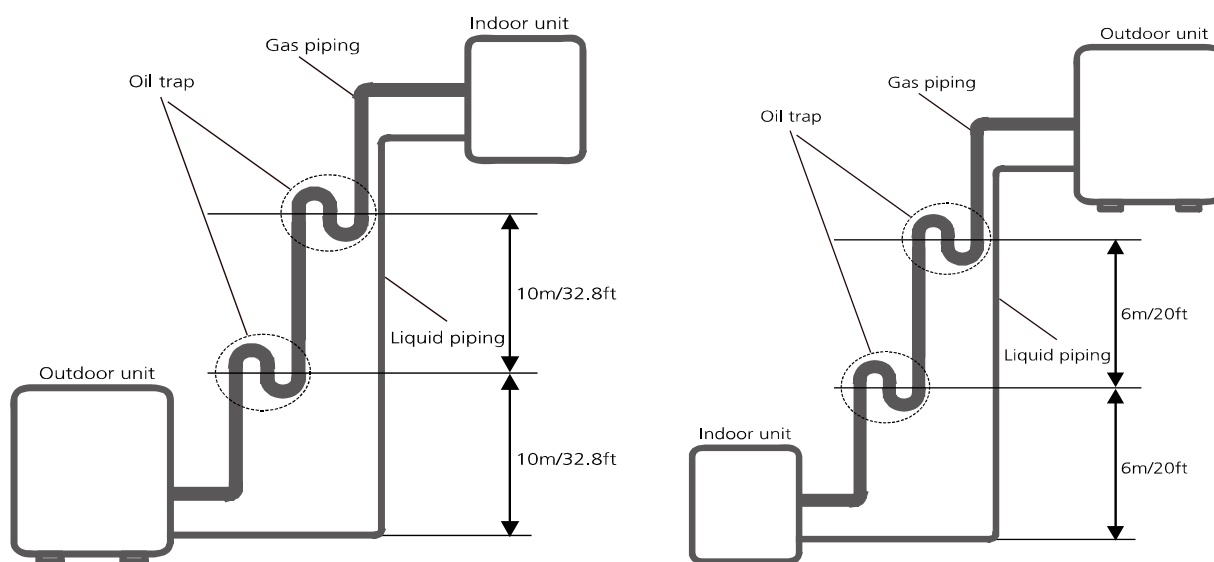 Indoor unit
Gas piping
Oil trap
10m/32.8ft
Liquid piping
Outdoor unit
10m/32.8ft
Outdoor unit
Gas piping
Oil trap
6m/20ft
Liquid piping
Indoor unit
6m/20ft